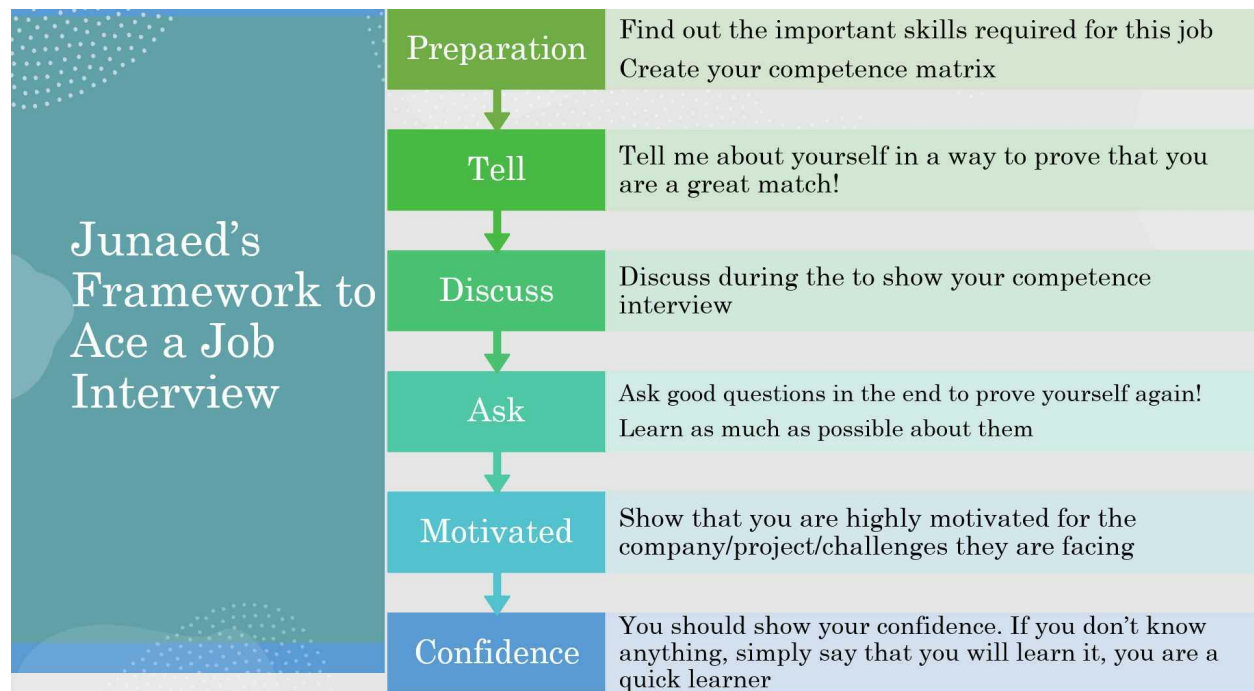 Junaed’s
Framework to
Ace a Job
Interview
Preparation
Find out the important skills required for this job
Create your competence matrix
Tell
Tell me about yourself in a way to prove that you
are a great match!
Discuss
Discuss during the to show your competence
interview
Ask
Ask good questions in the end to prove yourself again!
Learn as much as possible about them
Motivated
Show that you are highly motivated for the
company/project/challenges they are facing
Confidence
You should show your confidence. If you don’t know
anything, simply say that you will learn it, you are a
quick learner